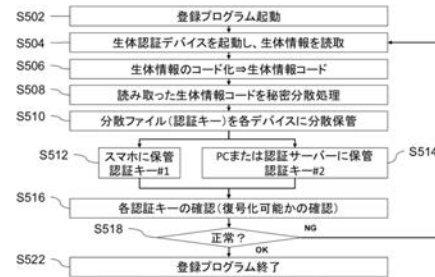 S502
登録プログラム起動
S504
生体認証デバイスを起動し、生体情報を読取
S506
生体情報のコード化⇒生体情報コード
S508
読み取った生体情報コードを秘密分散処理
S510
分散ファイル(認証キー)を各デバイスに分散保管
S512
スマホに保管
認証キー#1
PCまたは認証サーバーに保管
認証キー#2
S514
S516
各認証キーの確認(復号化可能かの確認)
S518
正常?
NG
OK
S522
登録プログラム終了